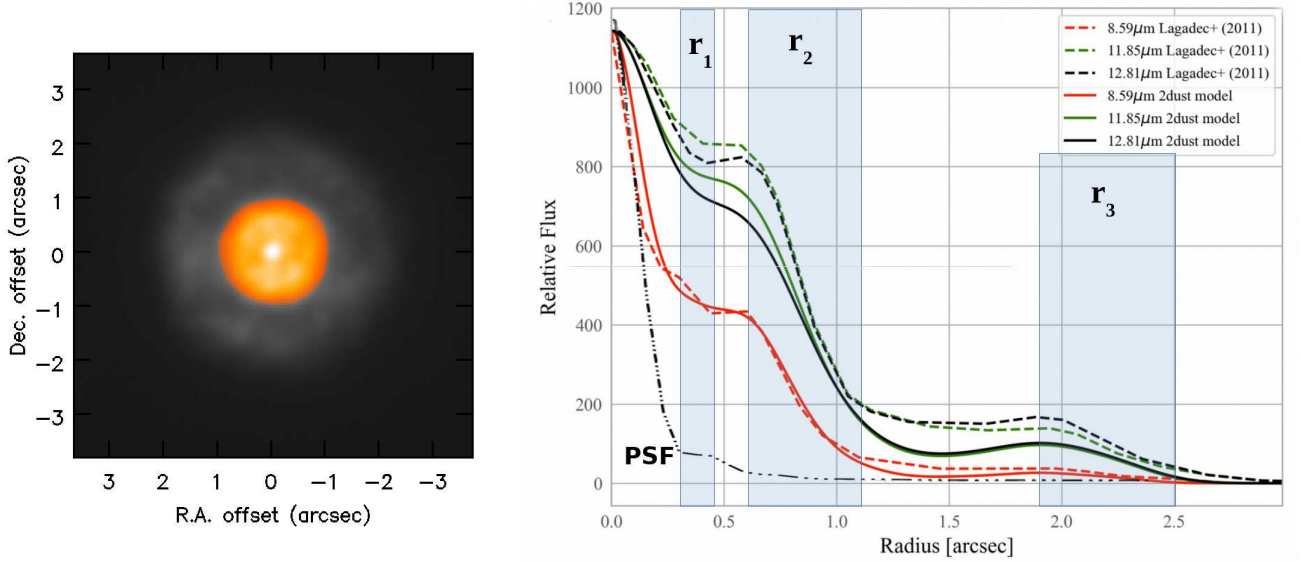 3
2
1
0
−1
−2
−3
Dec. offset (arcsec)
3 2 1 0 −1 −2 −3
R.A. offset (arcsec)
1200
1000
800
600
400
200
0
Relative Flux
r1
r2
r3
PSF
8.59μm Lagadec+ (2011)
11.85μm Lagadec+ (2011)
12.81μm Lagadec+ (2011)
8.59μm 2dust model
11.85μm 2dust model
12.81μm 2dust model
0.0 0.5 1.0 1.5 2.0 2.5
Radius [arcsec]